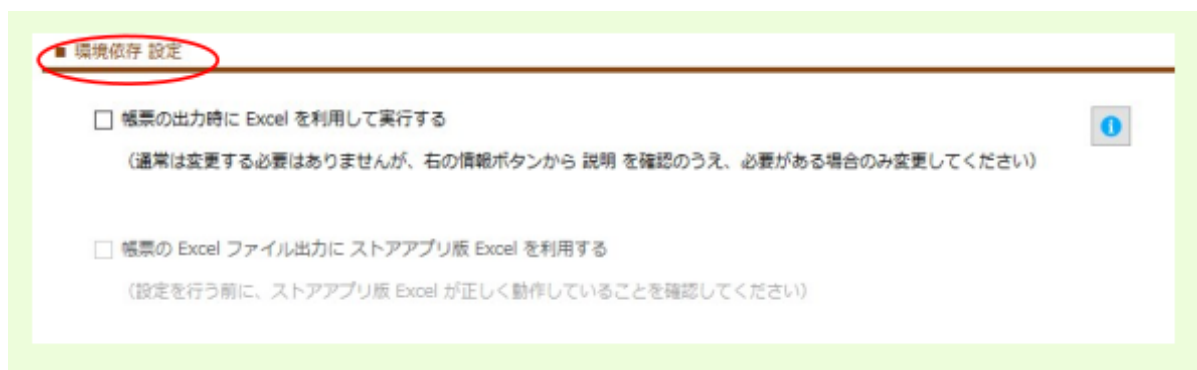 ■ 環境依存 設定
帳票の出力時に Excel を利用して実行する
（通常は変更する必要はありませんが、右の情報ボタンから 説明 を確認のうえ、必要がある場合のみ変更してください）
帳票の Excel ファイル出力に ストアアプリ版 Excel を利用する
（設定を行う前に、ストアアプリ版 Excel が正しく動作していることを確認してください）